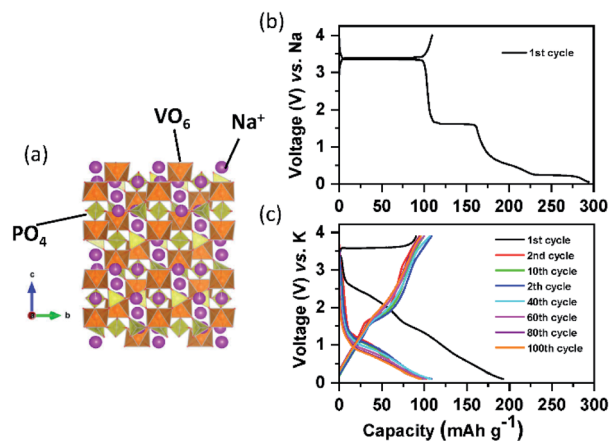 (a)
VO6
Na+
PO4
c
b
(b)
Voltage (V) vs. Na
4
3
2
1
0
1st cycle
0 50 100 150 200 250 300
(c)
Voltage (V) vs. K
4
3
2
1
0
1st cycle
2nd cycle
10th cycle
2th cycle
40th cycle
60th cycle
80th cycle
100th cycle
0 50 100 150 200 250 300
Capacity (mAh g⁻¹)